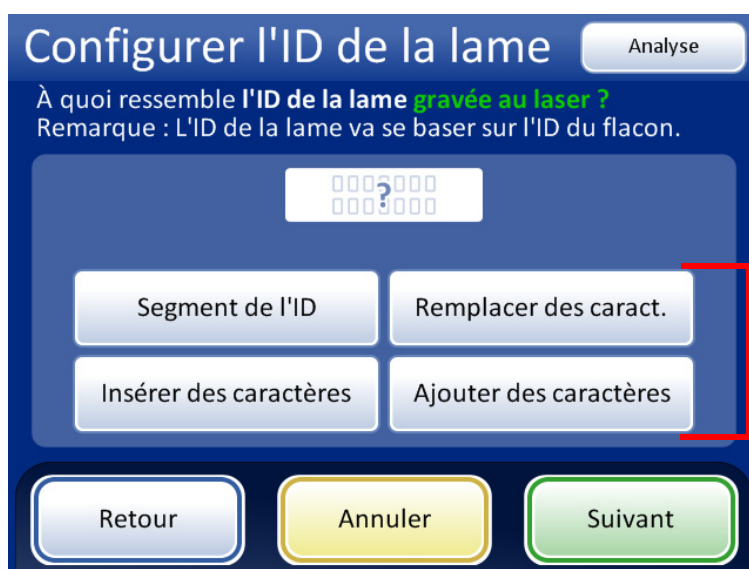 Configurer l'ID de la lame
Analyse
À quoi ressemble l'ID de la lame gravée au laser ?
Remarque : L'ID de la lame va se baser sur l'ID du flacon.
?
Segment de l'ID
Remplacer des caract.
Insérer des caractères
Ajouter des caractères
Retour
Annuler
Suivant